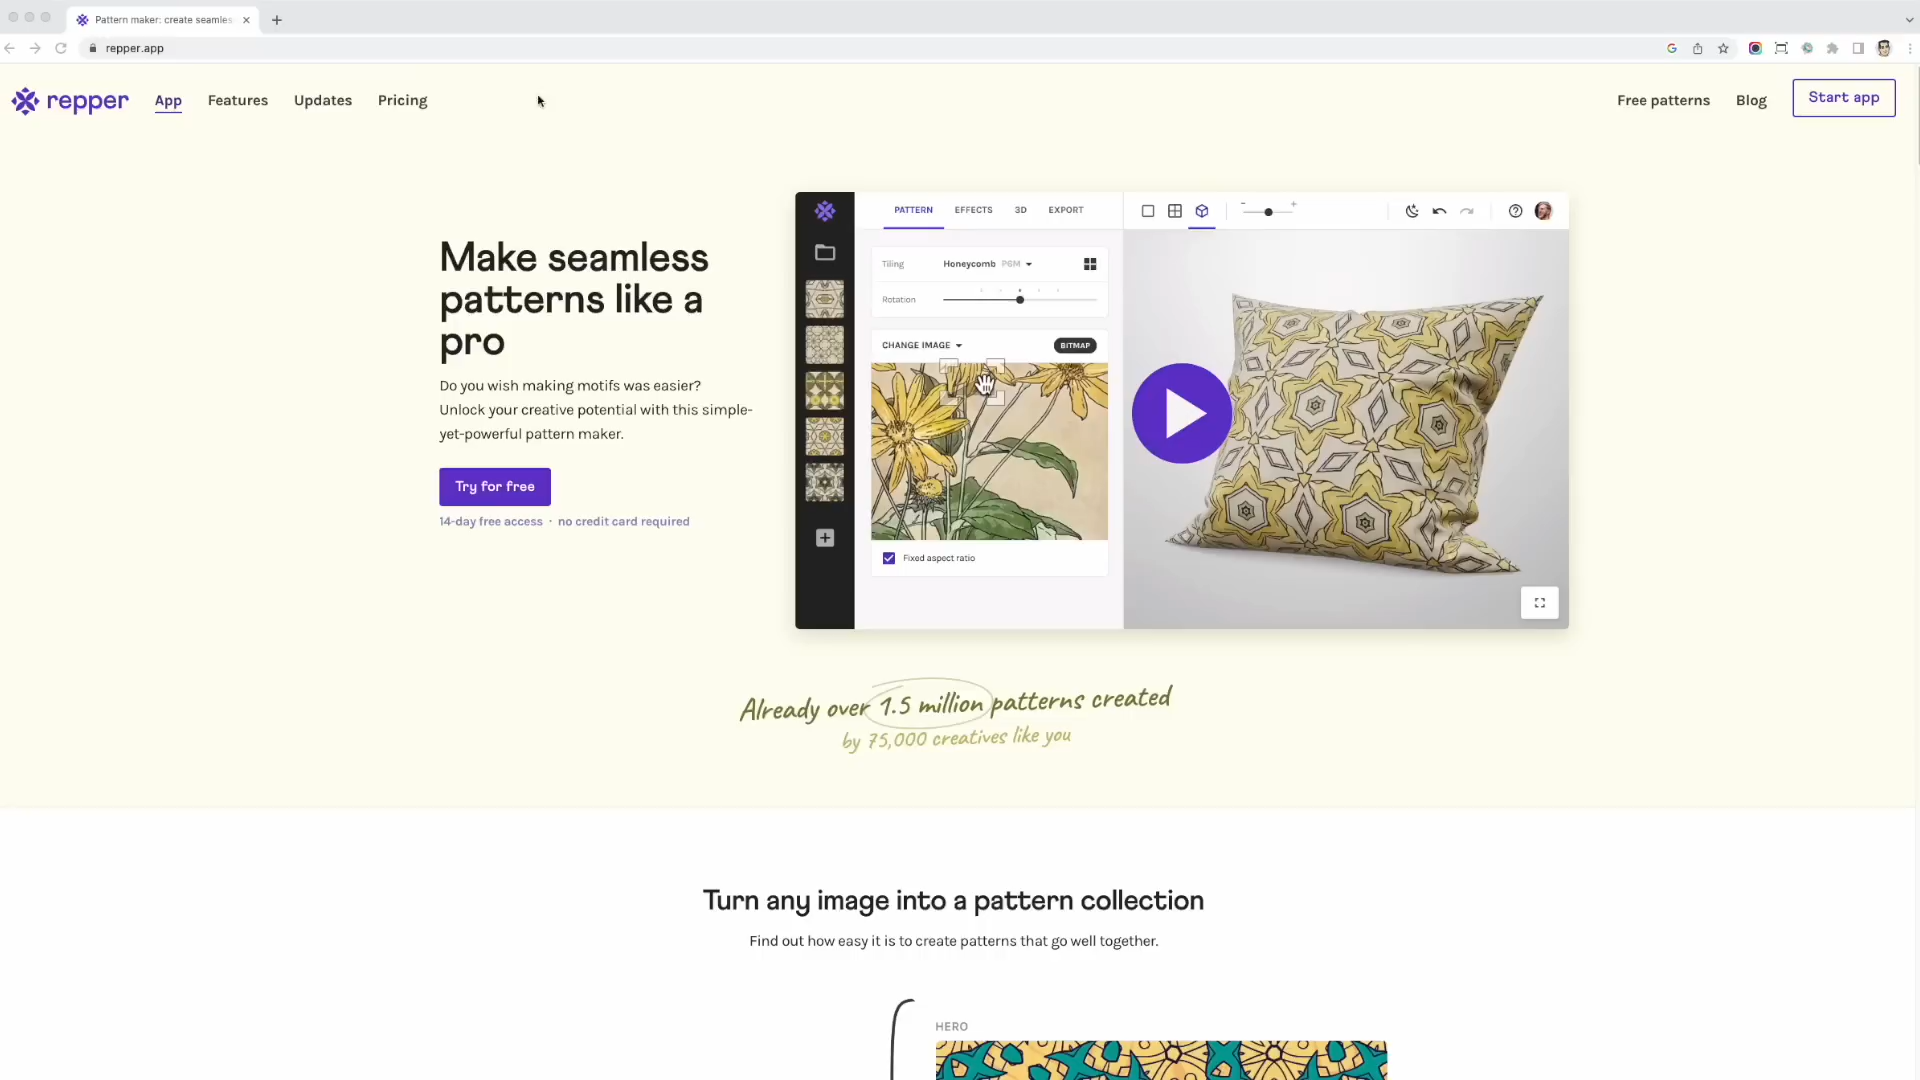 Pattern maker: create seamles
repper.app
repper
App
Features
Updates
Pricing
Free patterns
Blog
Start app
Make seamless
patterns like a
pro
Do you wish making motifs was easier?
Unlock your creative potential with this simple-
yet-powerful pattern maker.
Try for free
14-day free access · no credit card required
PATTERN
EFFECTS
3D
EXPORT
Tiling
Honeycomb P6M
Rotation
CHANGE IMAGE
BITMAP
Fixed aspect ratio
Already over 1.5 million patterns created
by 75,000 creatives like you
Turn any image into a pattern collection
Find out how easy it is to create patterns that go well together.
HERO